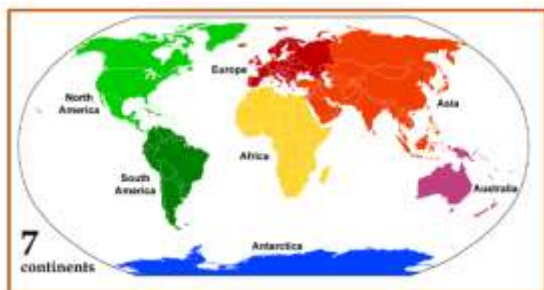 Europe
North
America
Asia
Africa
South
America
Australia
Antarctica
7
continents